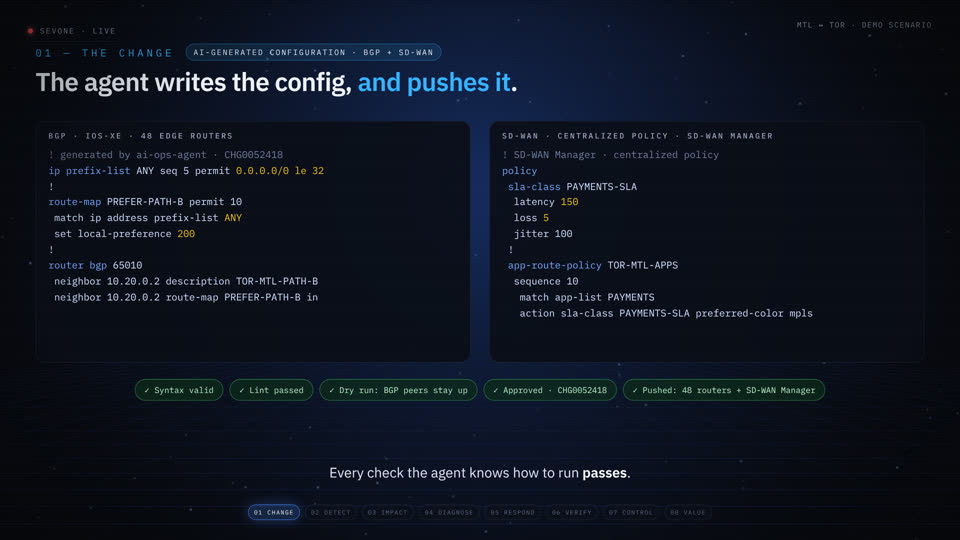 SEVONE · LIVE
MTL ↔ TOR · DEMO SCENARIO
01 — THE CHANGE
AI-GENERATED CONFIGURATION · BGP + SD-WAN
The agent writes the config, and pushes it.
BGP · IOS-XE · 48 EDGE ROUTERS
! generated by ai-ops-agent · CHG0052418
ip prefix-list ANY seq 5 permit 0.0.0.0/0 le 32
!
route-map PREFER-PATH-B permit 10
match ip address prefix-list ANY
set local-preference 200
!
router bgp 65010
neighbor 10.20.0.2 description TOR-MTL-PATH-B
neighbor 10.20.0.2 route-map PREFER-PATH-B in
SD-WAN · CENTRALIZED POLICY · SD-WAN MANAGER
! SD-WAN Manager · centralized policy
policy
sla-class PAYMENTS-SLA
latency 150
loss 5
jitter 100
!
app-route-policy TOR-MTL-APPS
sequence 10
match app-list PAYMENTS
action sla-class PAYMENTS-SLA preferred-color mpls
✓ Syntax valid
✓ Lint passed
✓ Dry run: BGP peers stay up
✓ Approved · CHG0052418
✓ Pushed: 48 routers + SD-WAN Manager
Every check the agent knows how to run passes.
01 CHANGE
02 DETECT
03 IMPACT
04 DIAGNOSE
05 RESPOND
06 VERIFY
07 CONTROL
08 VALUE